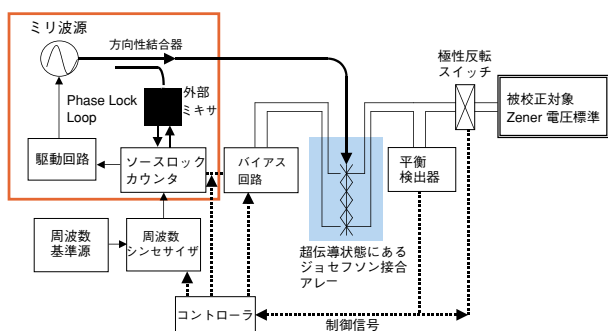 ミリ波源
方向性結合器
極性反転
スイッチ
Phase Lock
Loop
外部
ミキサ
被校正対象
Zener 電圧標準
駆動回路
ソースロック
カウンタ
バイアス
回路
平衡
検出器
周波数
基準源
周波数
シンセサイザ
超伝導状態にある
ジョセフソン接合
アレー
コントローラ
制御信号